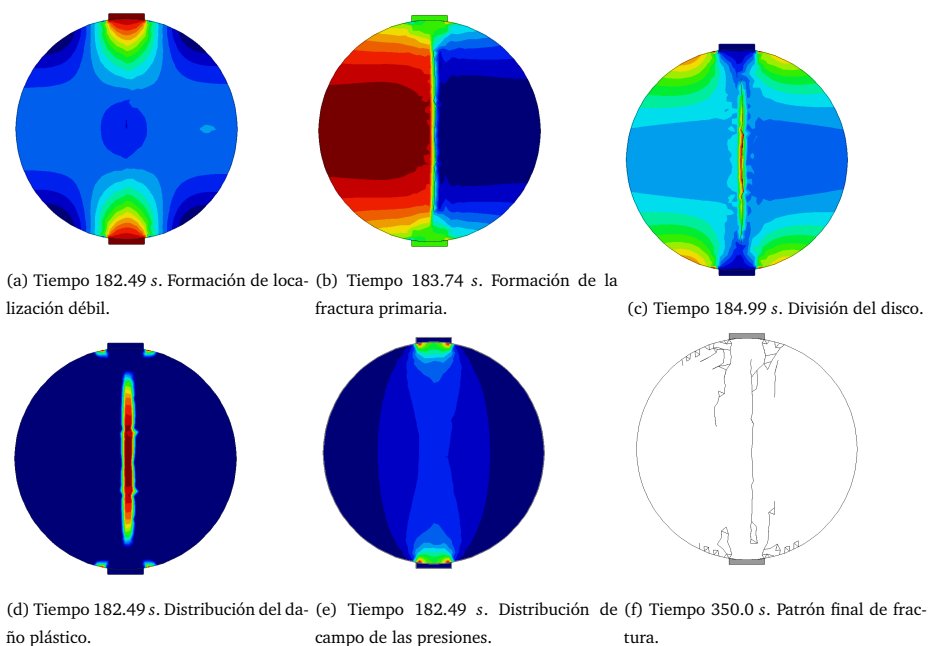 (a) Tiempo 182.49 s. Formación de loca-
lización débil.
(b) Tiempo 183.74 s. Formación de la
fractura primaria.
(c) Tiempo 184.99 s. División del disco.
(d) Tiempo 182.49 s. Distribución del da-
ño plástico.
(e) Tiempo 182.49 s. Distribución de
campo de las presiones.
(f) Tiempo 350.0 s. Patrón final de frac-
tura.